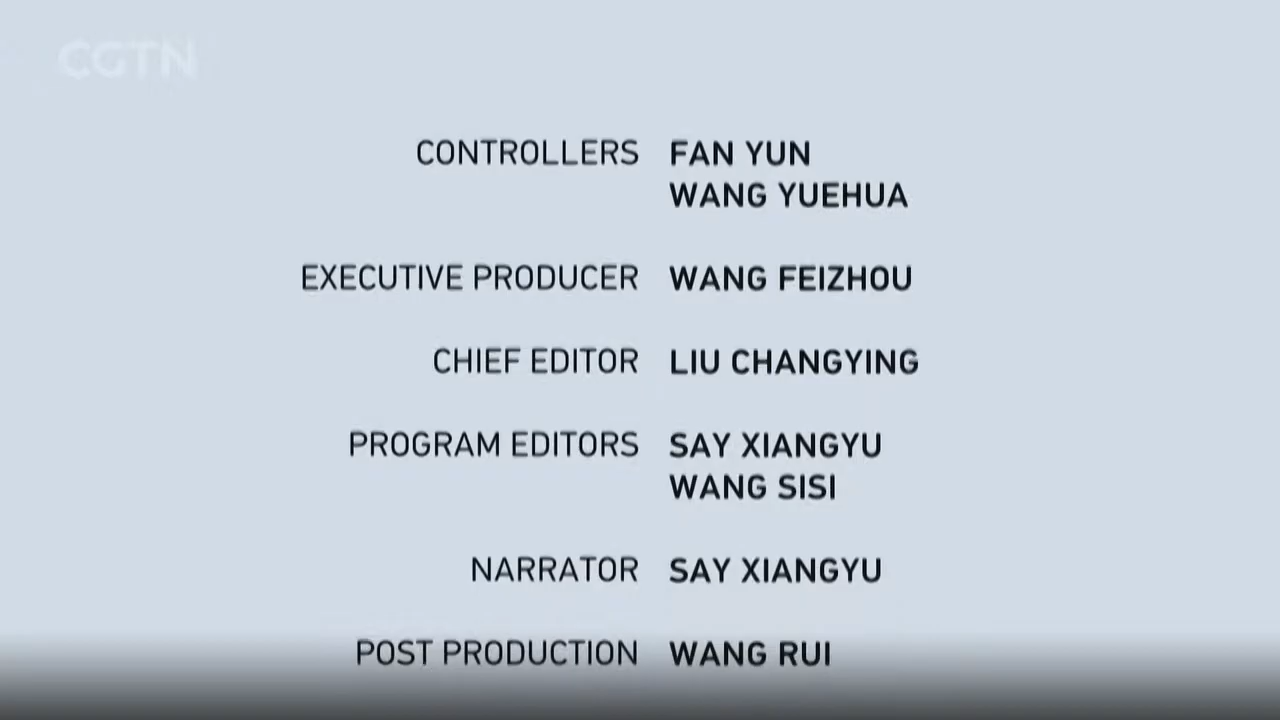 CGTN
CONTROLLERS FAN YUN
WANG YUEHUA
EXECUTIVE PRODUCER WANG FEIZHOU
CHIEF EDITOR LIU CHANGYING
PROGRAM EDITORS SAY XIANGYU
WANG SISI
NARRATOR SAY XIANGYU
POST PRODUCTION WANG RUI